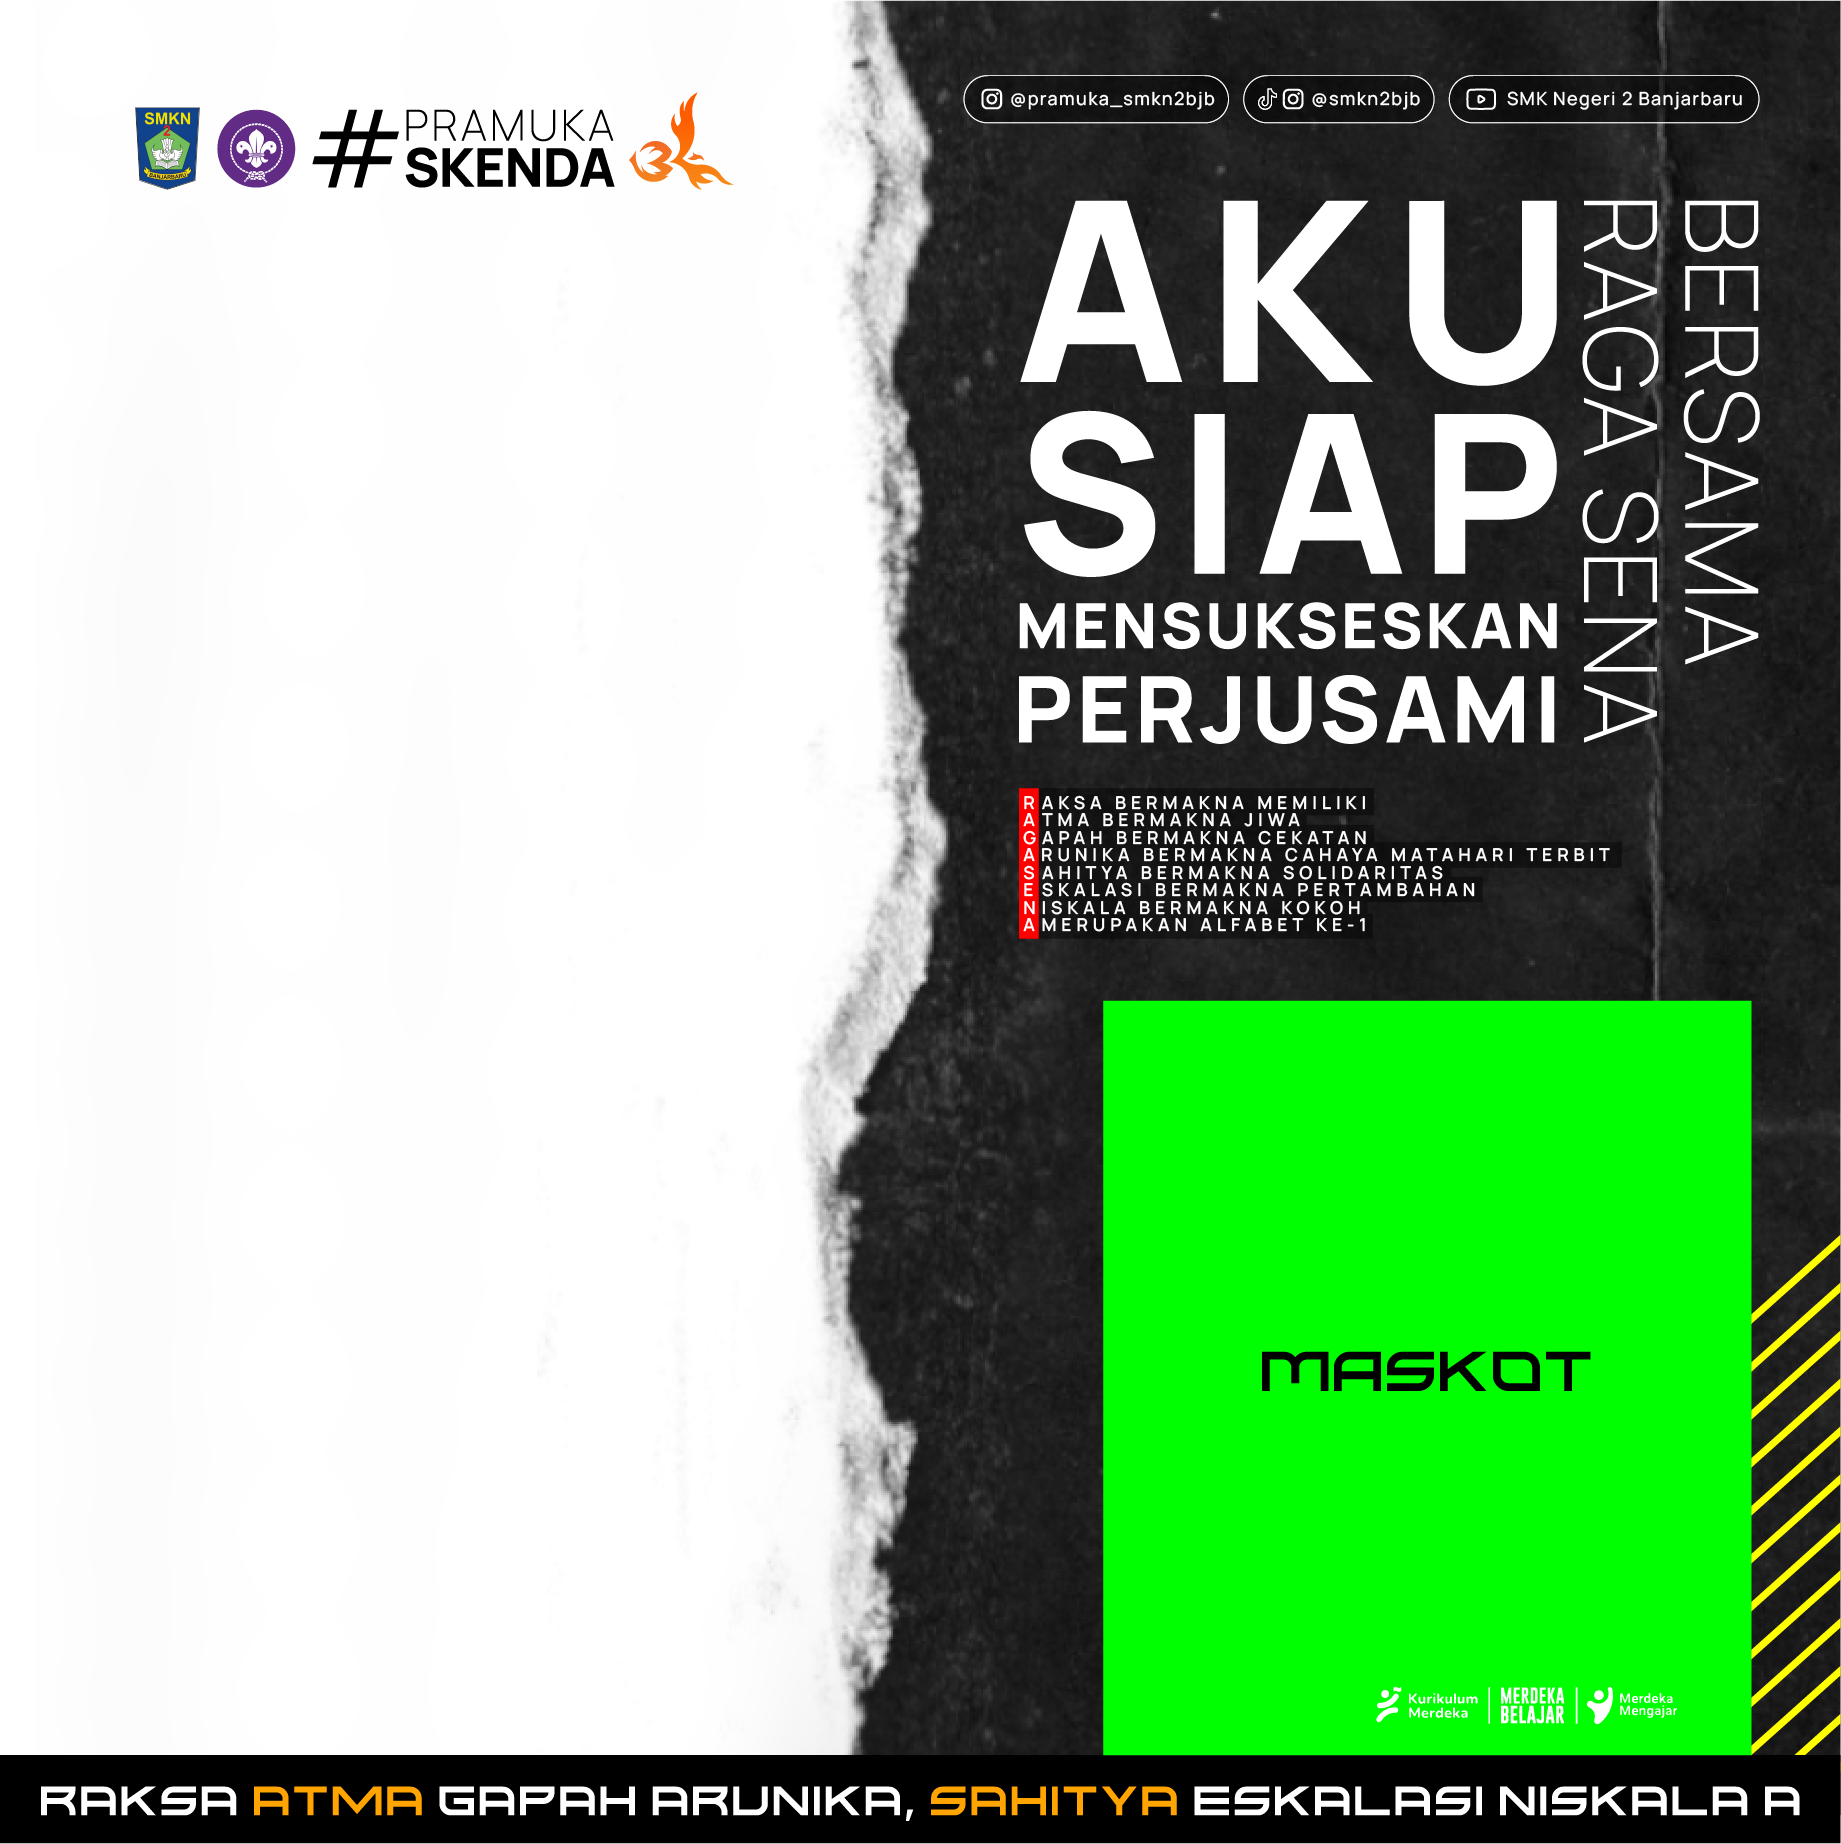 SMKN
2
BANJARBARU
#PRAMUKA
SKENDA
@pramuka_smkn2bjb
@smkn2bjb
SMK Negeri 2 Banjarbaru
AKU
SIAP
MENSUKSESKAN
PERJUSAMI
BERSAMA
RAGA SENA
RAKSA BERMAKNA MEMILIKI
ATMA BERMAKNA JIWA
GAPAH BERMAKNA CEKATAN
ARUNIKA BERMAKNA CAHAYA MATAHARI TERBIT
SAHITYA BERMAKNA SOLIDARITAS
ESKALASI BERMAKNA PERTAMBAHAN
NISKALA BERMAKNA KOKOH
AMERUPAKAN ALFABET KE-1
MASKOT
Kurikulum
Merdeka
MERDEKA
BELAJAR
Merdeka
Mengajar
RAKSA ATMA GAPAH ARUNIKA, SAHITYA ESKALASI NISKALA A